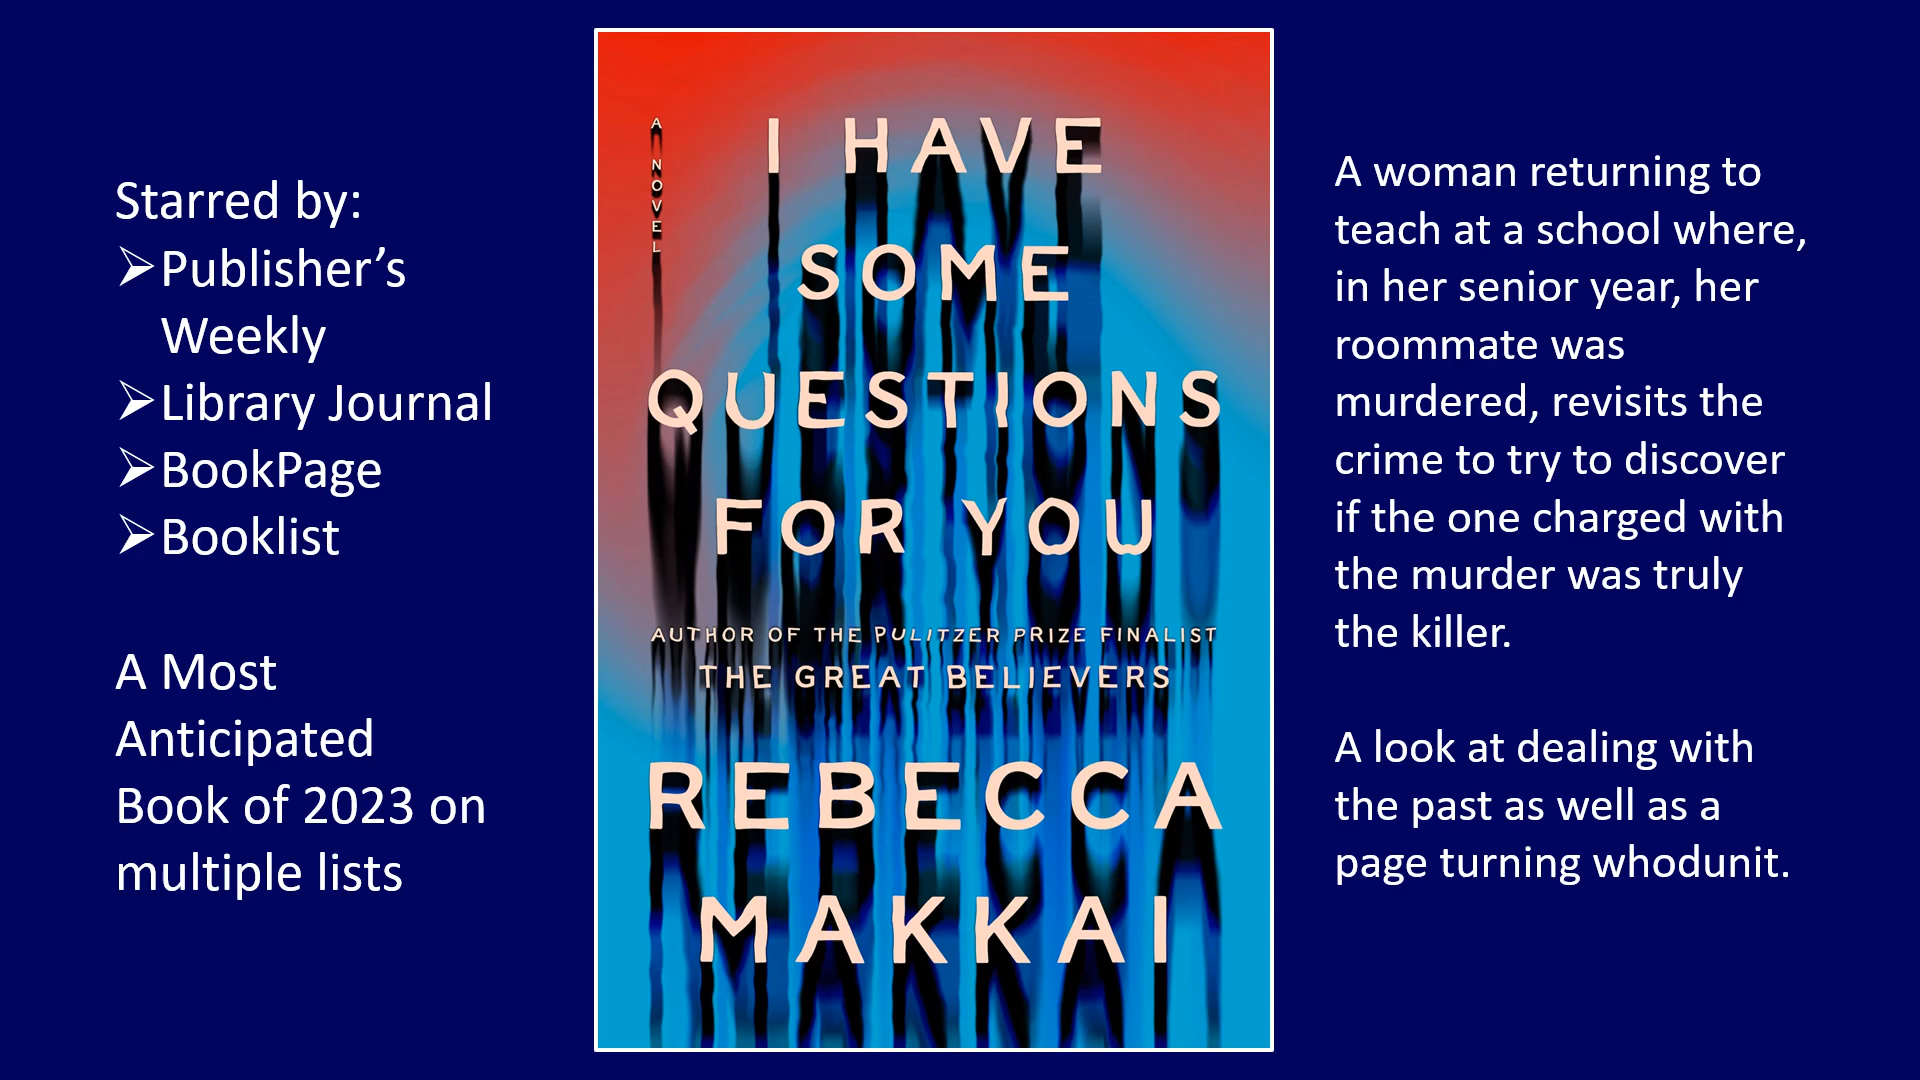 Starred by:
➢Publisher’s
Weekly
➢Library Journal
➢BookPage
➢Booklist
A Most
Anticipated
Book of 2023 on
multiple lists
A NOVEL
I HAVE
SOME
QUESTIONS
FOR YOU
AUTHOR OF THE PULITZER PRIZE FINALIST
THE GREAT BELIEVERS
REBECCA
MAKKAI
A woman returning to
teach at a school where,
in her senior year, her
roommate was
murdered, revisits the
crime to try to discover
if the one charged with
the murder was truly
the killer.
A look at dealing with
the past as well as a
page turning whodunit.